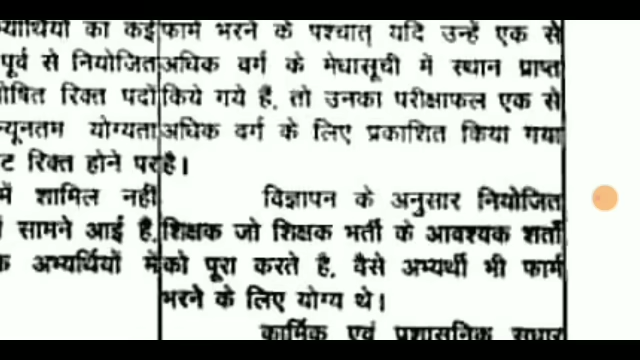 भ्यर्थियों का कई
पूर्व से नियोजित
घोषित रिक्त पदों
न्यूनतम योग्यता
ट रिक्त होने पर
में शामिल नहीं
सामने आई है,
क अभ्यर्थियों में
फार्म भरने के पश्चात् यदि उन्हें एक से
अधिक वर्ग के मेधासूची में स्थान प्राप्त
किये गये हैं, तो उनका परीक्षाफल एक से
अधिक वर्ग के लिए प्रकाशित किया गया
है।
विज्ञापन के अनुसार नियोजित
शिक्षक जो शिक्षक भर्ती के आवश्यक शर्तों
को पूरा करते है, वैसे अभ्यर्थी भी फार्म
भरने के लिए योग्य थे।
कार्मिक एवं प्रशासनिक सुधार